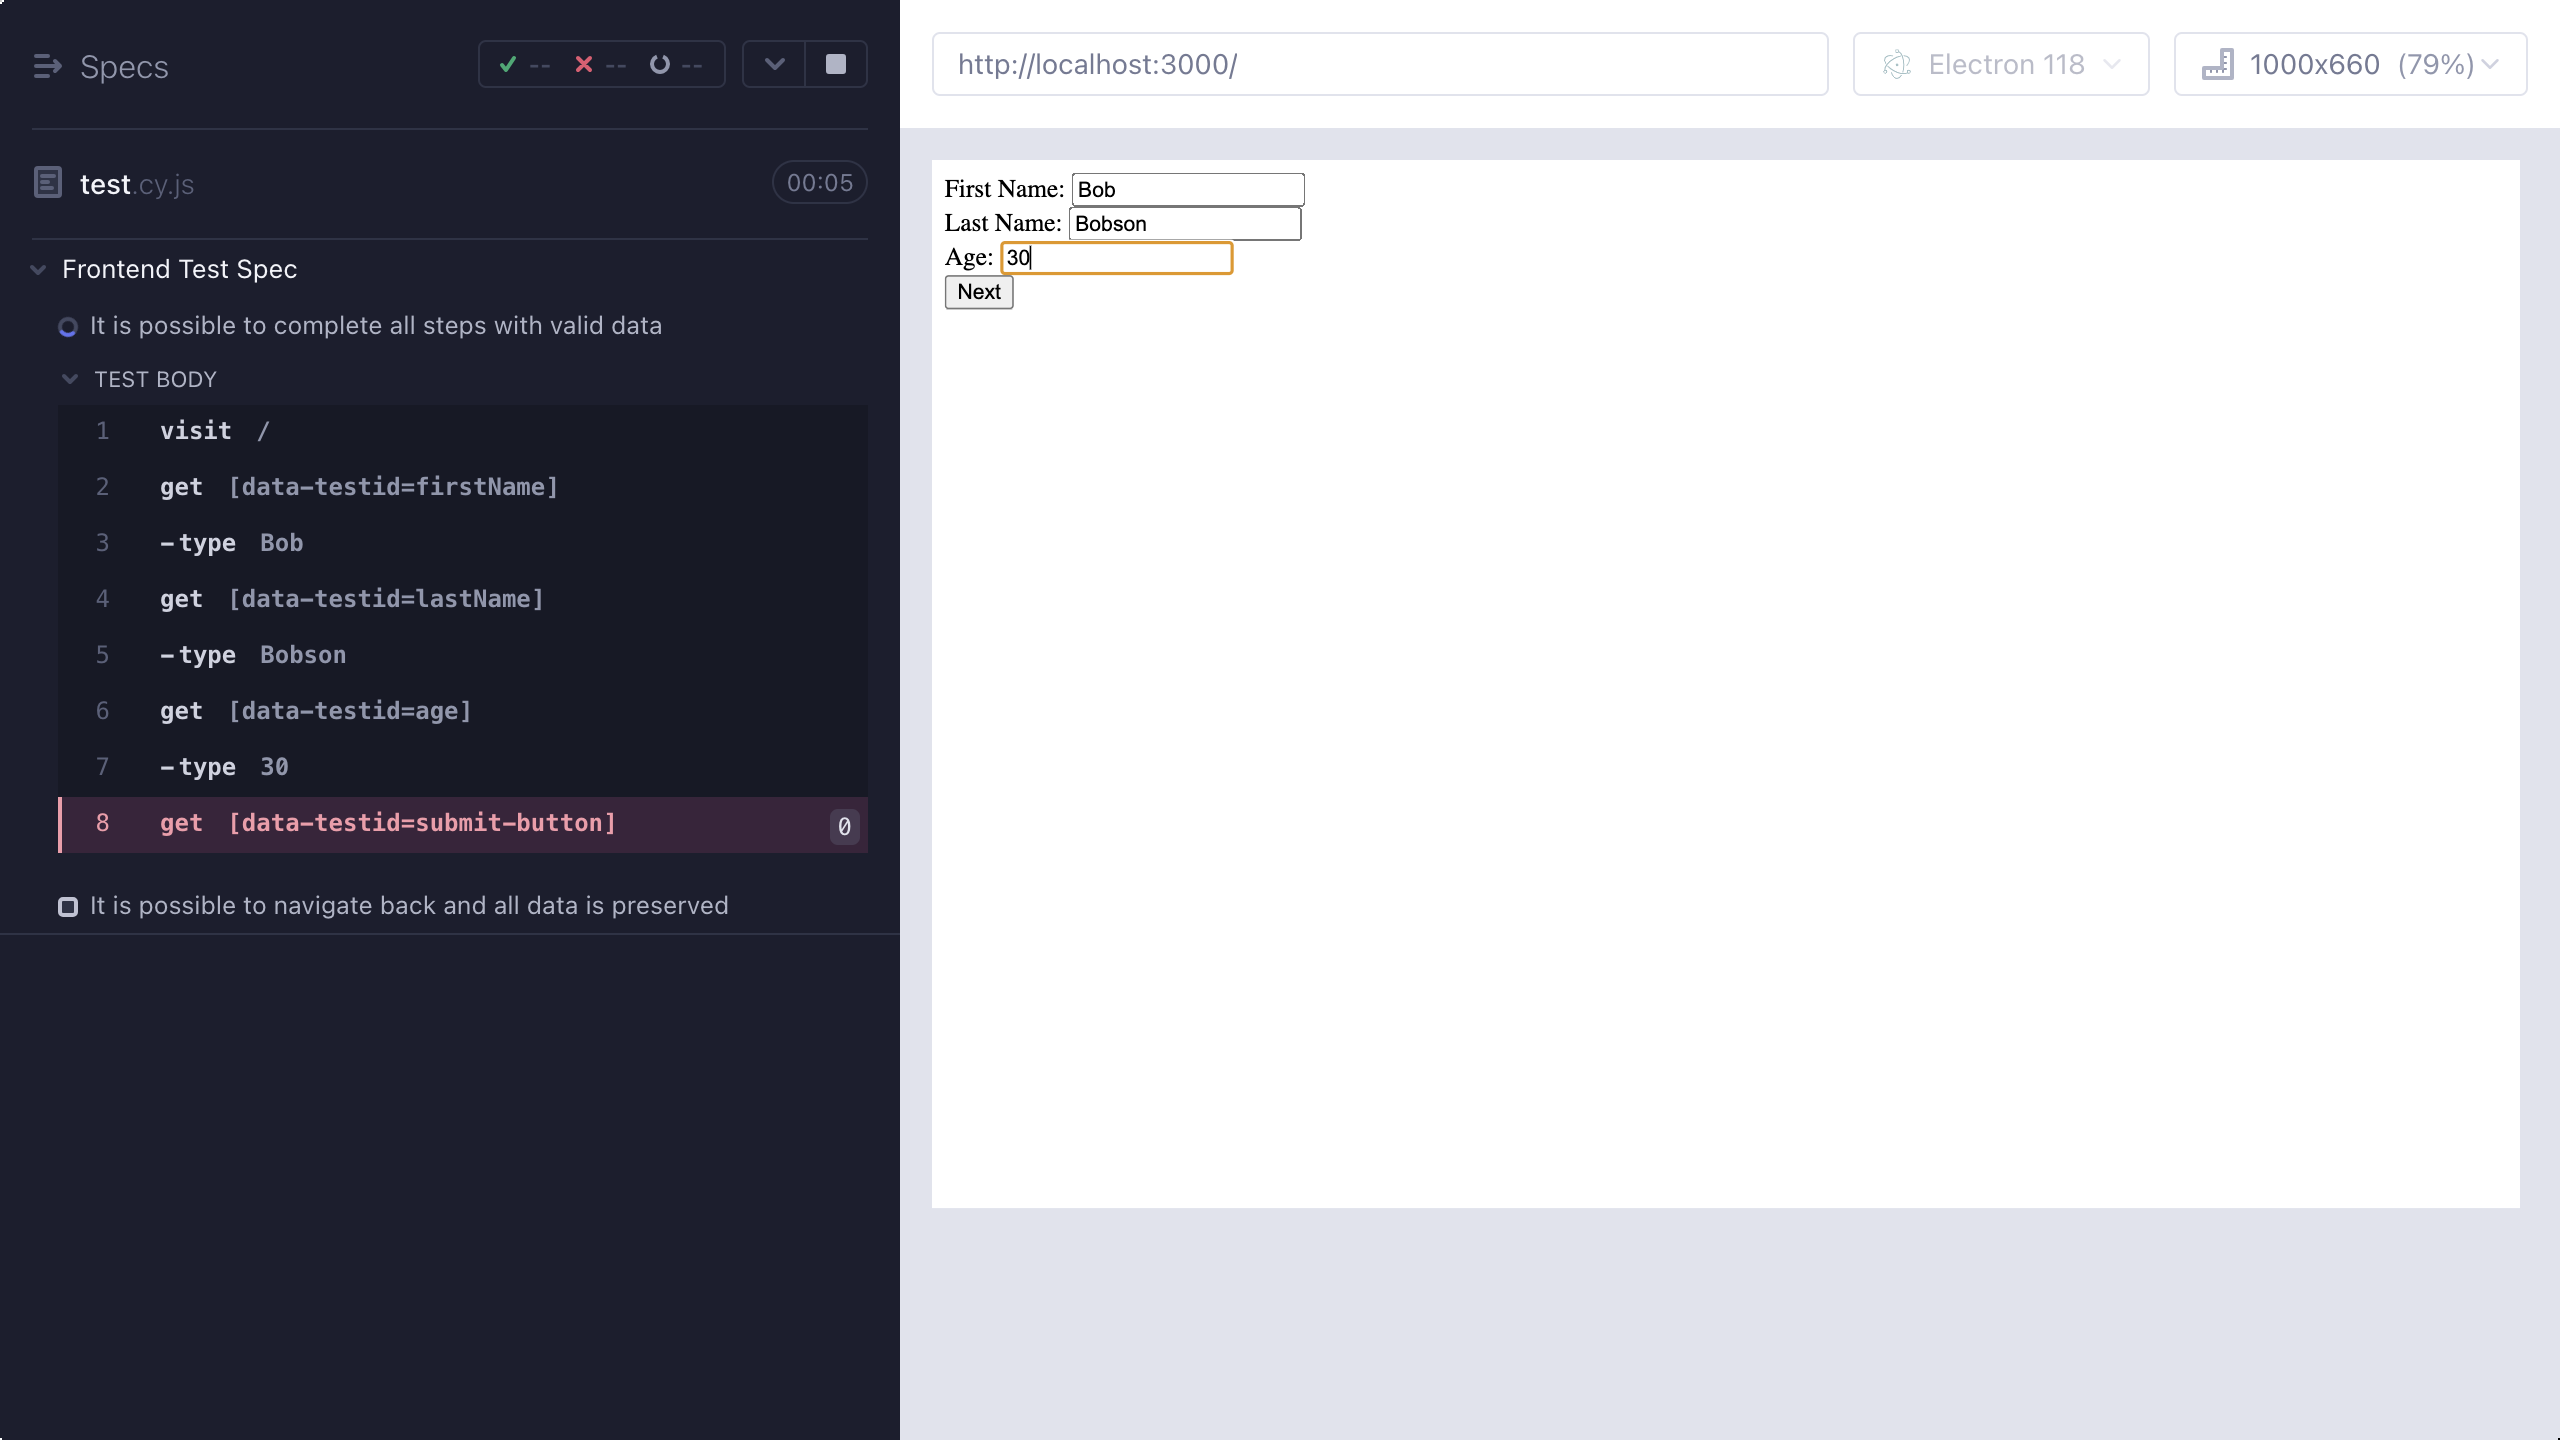 Specs
-- -- --
test.cy.js 00:05
Frontend Test Spec
It is possible to complete all steps with valid data
TEST BODY
1 visit /
2 get [data-testid=firstName]
3 -type Bob
4 get [data-testid=lastName]
5 -type Bobson
6 get [data-testid=age]
7 -type 30
8 get [data-testid=submit-button] 0
It is possible to navigate back and all data is preserved
http://localhost:3000/ Electron 118 1000x660 (79%)
First Name: Bob
Last Name: Bobson
Age: 30
Next